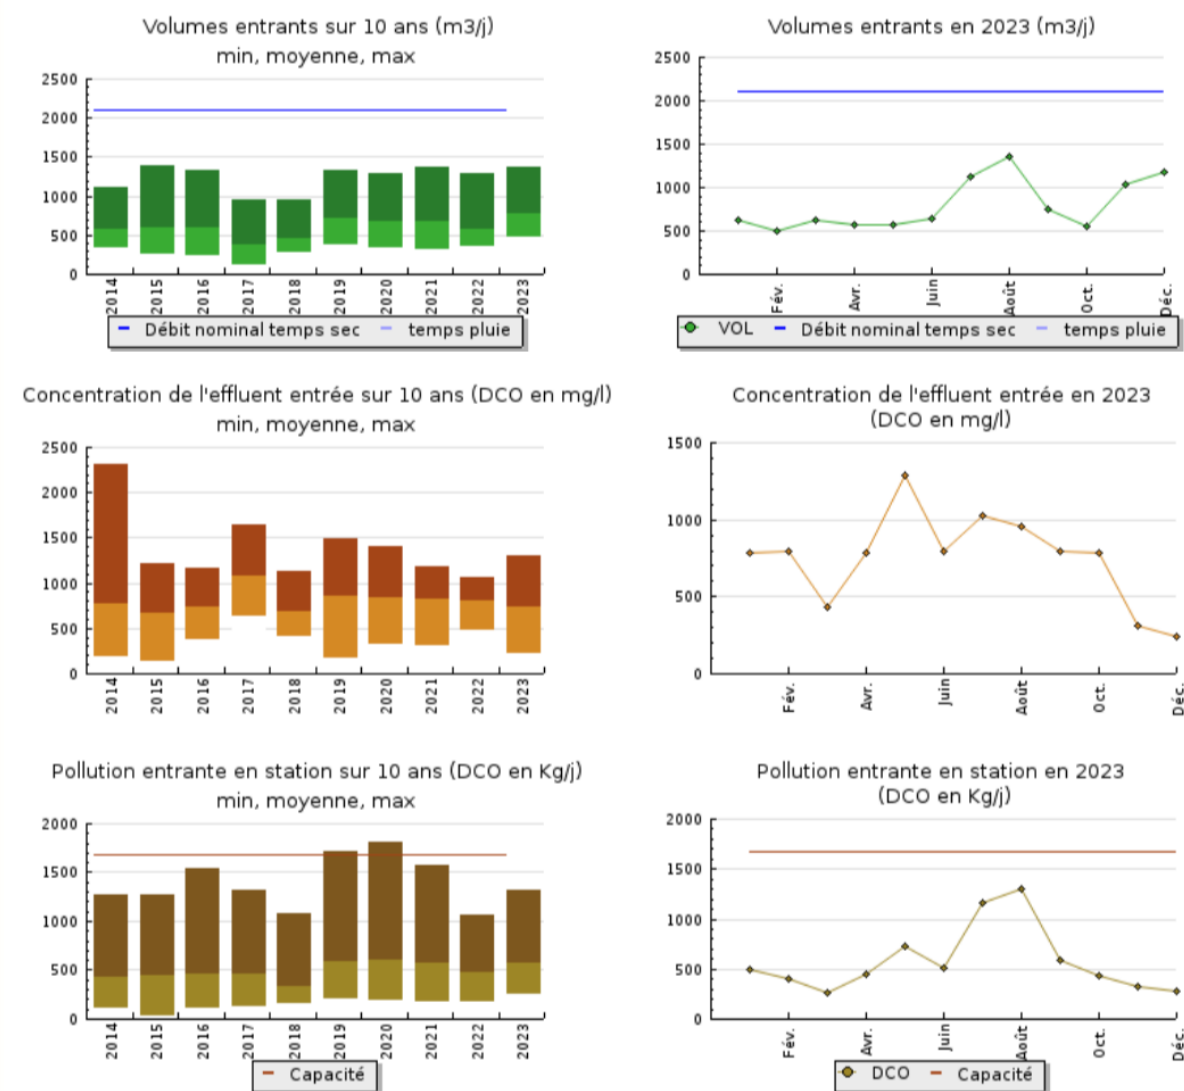 Volumes entrants sur 10 ans (m3/j)
min, moyenne, max
2500
2000
1500
1000
500
0
2014
2015
2016
2017
2018
2019
2020
2021
2022
2023
Débit nominal temps sec
temps pluie
Volumes entrants en 2023 (m3/j)
2500
2000
1500
1000
500
0
Fév.
Avr.
Juin
Août
Oct.
Déc.
VOL
Débit nominal temps sec
temps pluie
Concentration de l'effluent entrée sur 10 ans (DCO en mg/l)
min, moyenne, max
2500
2000
1500
1000
500
0
2014
2015
2016
2017
2018
2019
2020
2021
2022
2023
Concentration de l'effluent entrée en 2023
(DCO en mg/l)
1500
1000
500
0
Fév.
Avr.
Juin
Août
Oct.
Déc.
Pollution entrante en station sur 10 ans (DCO en Kg/j)
min, moyenne, max
2000
1500
1000
500
0
2014
2015
2016
2017
2018
2019
2020
2021
2022
2023
Capacité
Pollution entrante en station en 2023
(DCO en Kg/j)
2000
1500
1000
500
0
Fév.
Avr.
Juin
Août
Oct.
Déc.
DCO
Capacité